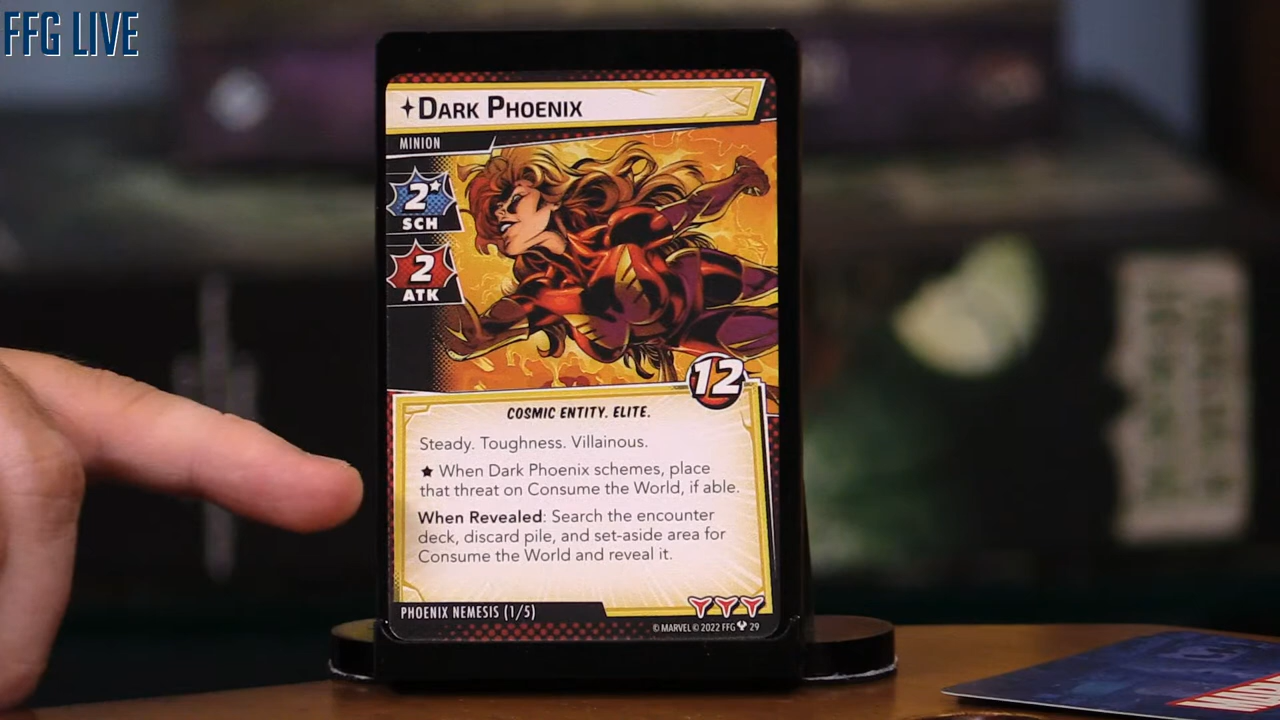 FFG LIVE
DARK PHOENIX
MINION
2
SCH
2
ATK
12
COSMIC ENTITY. ELITE.
Steady. Toughness. Villainous.
★ When Dark Phoenix schemes, place
that threat on Consume the World, if able.
When Revealed: Search the encounter
deck, discard pile, and set-aside area for
Consume the World and reveal it.
PHOENIX NEMESIS (1/5)
© MARVEL © 2022 FFG 29